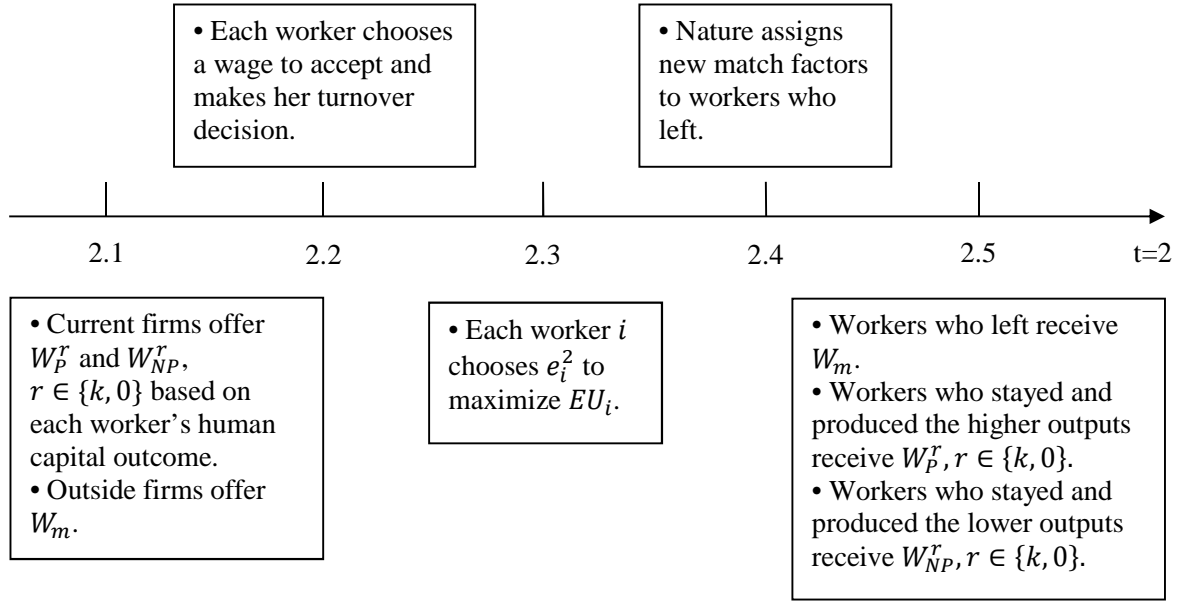 • Each worker chooses
a wage to accept and
makes her turnover
decision.
• Nature assigns
new match factors
to workers who
left.
2.1
2.2
2.3
2.4
2.5
t=2
• Current firms offer
𝑊_𝑃^𝑟 and 𝑊_𝑁𝑃^𝑟,
𝑟 ∈ {𝑘, 0} based on
each worker’s human
capital outcome.
• Outside firms offer
𝑊_𝑚.
• Each worker 𝑖
chooses 𝑒_𝑖^2 to
maximize 𝐸𝑈_𝑖.
• Workers who left receive
𝑊_𝑚.
• Workers who stayed and
produced the higher outputs
receive 𝑊_𝑃^𝑟, 𝑟 ∈ {𝑘, 0}.
• Workers who stayed and
produced the lower outputs
receive 𝑊_𝑁𝑃^𝑟, 𝑟 ∈ {𝑘, 0}.